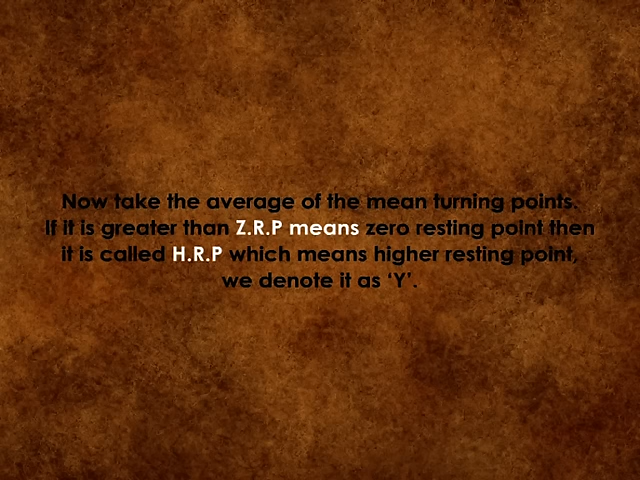 Now take the average of the mean turning points.
If it is greater than Z.R.P means zero resting point then
it is called H.R.P which means higher resting point,
we denote it as ‘Y’.